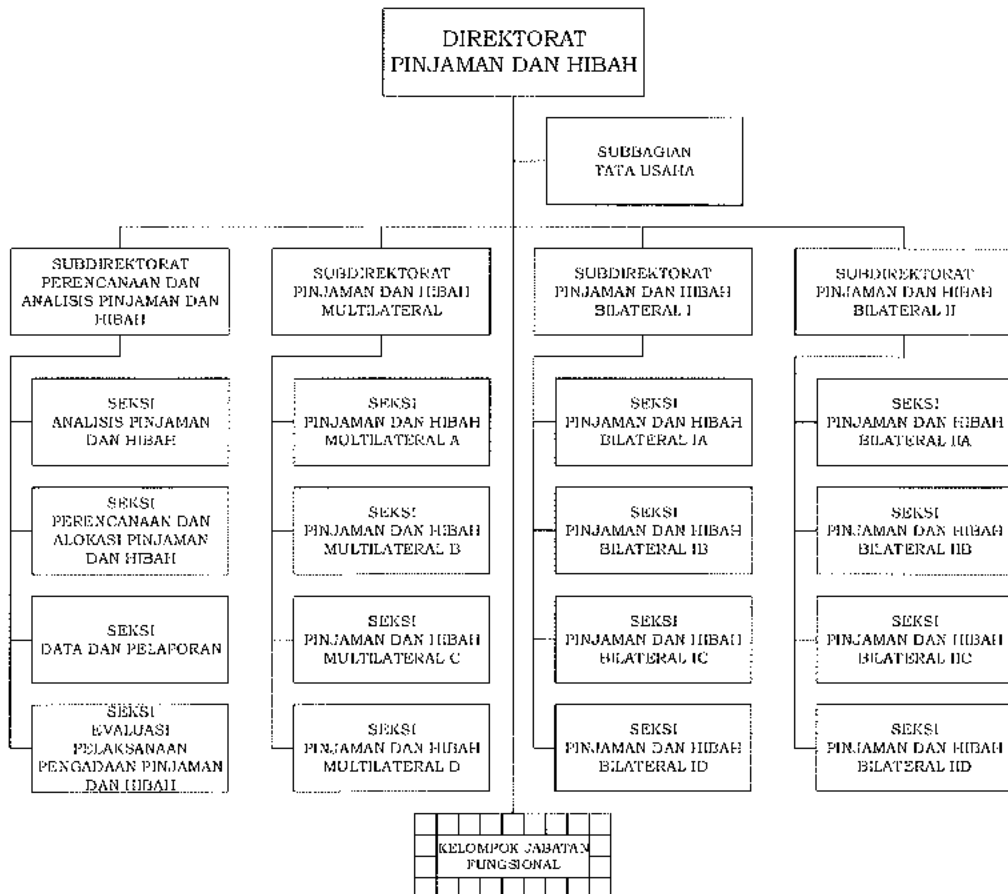 DIREKTORAT
PINJAMAN DAN HIBAH
SUBBAGIAN
TATA USAHA
SUBDIREKTORAT
PERENCANAAN DAN
ANALISIS PINJAMAN DAN
HIBAH
SUBDIREKTORAT
PINJAMAN DAN HIBAH
MULTILATERAL
SUBDIREKTORAT
PINJAMAN DAN HIBAH
BILATERAL I
SUBDIREKTORAT
PINJAMAN DAN HIBAH
BILATERAL II
SEKSI
ANALISIS PINJAMAN
DAN HIBAH
SEKSI
PINJAMAN DAN HIBAH
MULTILATERAL A
SEKSI
PINJAMAN DAN HIBAH
BILATERAL IA
SEKSI
PINJAMAN DAN HIBAH
BILATERAL IIA
SEKSI
PERENCANAAN DAN
ALOKASI PINJAMAN
DAN HIBAH
SEKSI
PINJAMAN DAN HIBAH
MULTILATERAL B
SEKSI
PINJAMAN DAN HIBAH
BILATERAL IB
SEKSI
PINJAMAN DAN HIBAH
BILATERAL IIB
SEKSI
DATA DAN PELAPORAN
SEKSI
PINJAMAN DAN HIBAH
MULTILATERAL C
SEKSI
PINJAMAN DAN HIBAH
BILATERAL IC
SEKSI
PINJAMAN DAN HIBAH
BILATERAL IIC
SEKSI
EVALUASI
PELAKSANAAN
PENGADAAN PINJAMAN
DAN HIBAH
SEKSI
PINJAMAN DAN HIBAH
MULTILATERAL D
SEKSI
PINJAMAN DAN HIBAH
BILATERAL ID
SEKSI
PINJAMAN DAN HIBAH
BILATERAL IID
KELOMPOK JABATAN
FUNGSIONAL